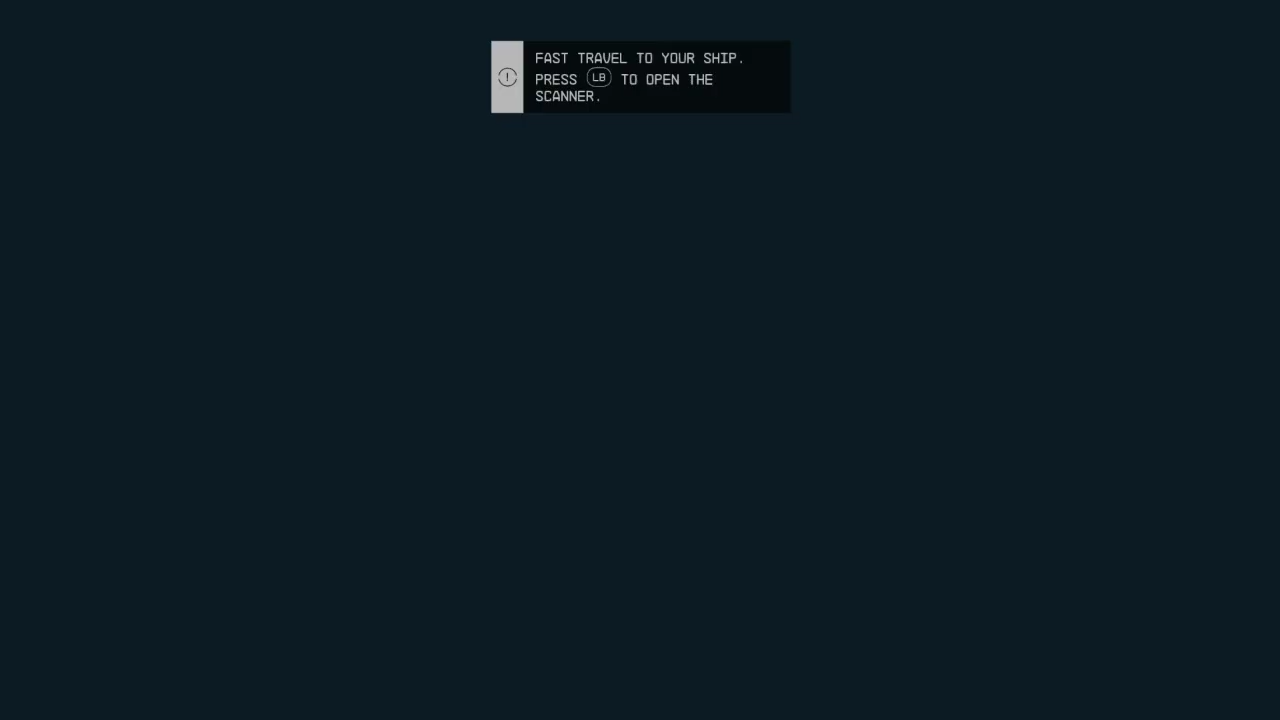 FAST TRAVEL TO YOUR SHIP.
PRESS LB TO OPEN THE
SCANNER.